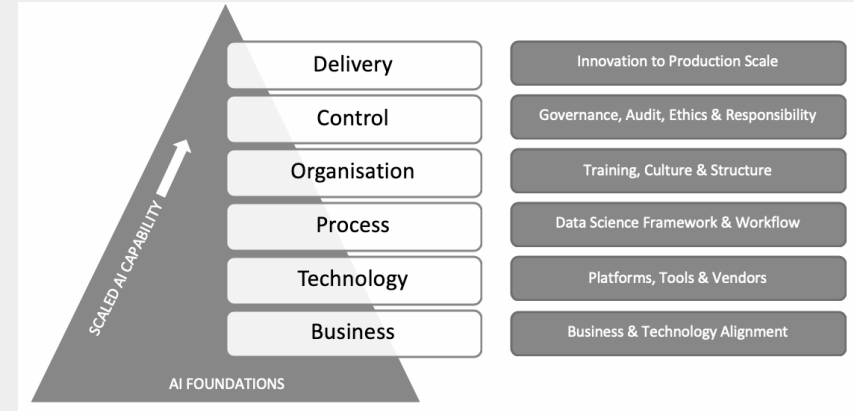 Delivery
Innovation to Production Scale
Control
Governance, Audit, Ethics & Responsibility
Organisation
Training, Culture & Structure
Process
Data Science Framework & Workflow
Technology
Platforms, Tools & Vendors
Business
Business & Technology Alignment
SCALED AI CAPABILITY
AI FOUNDATIONS